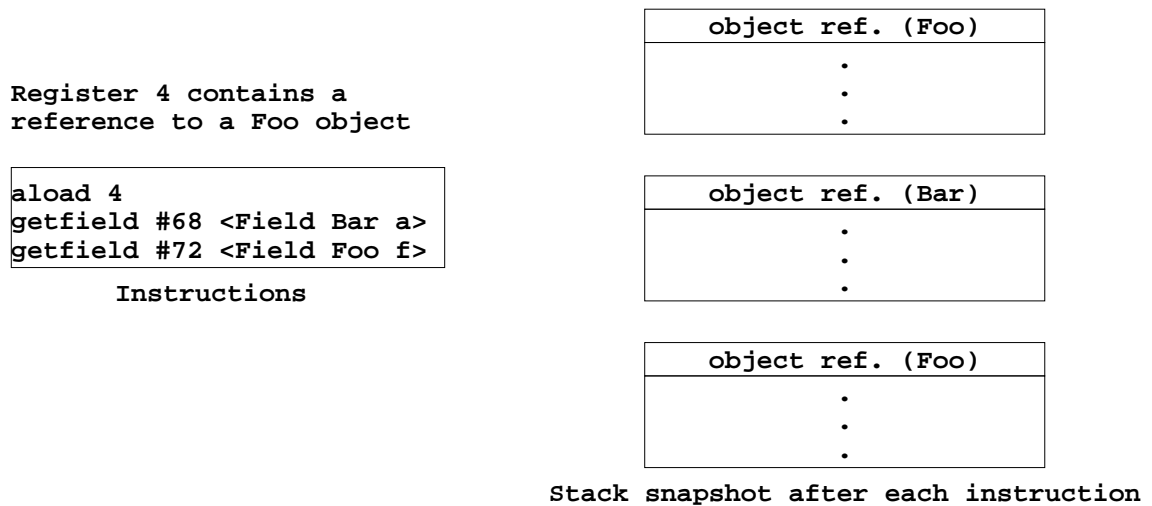 Register 4 contains a
reference to a Foo object
aload 4
getfield #68 <Field Bar a>
getfield #72 <Field Foo f>
Instructions
object ref. (Foo)
.
.
.
object ref. (Bar)
.
.
.
object ref. (Foo)
.
.
.
Stack snapshot after each instruction